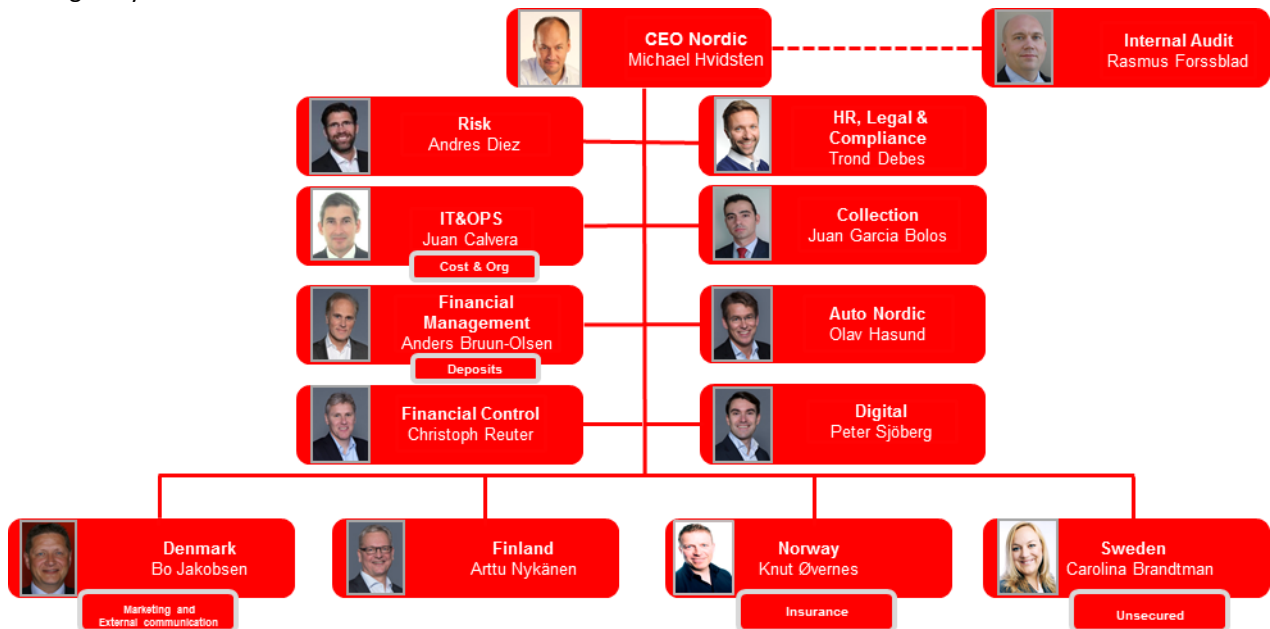 CEO Nordic
Michael Hvidsten
Internal Audit
Rasmus Forssblad
Risk
Andres Diez
HR, Legal &
Compliance
Trond Debes
IT&OPS
Juan Calvera
Cost & Org
Collection
Juan Garcia Bolos
Financial
Management
Anders Bruun-Olsen
Deposits
Auto Nordic
Olav Hasund
Financial Control
Christoph Reuter
Digital
Peter Sjöberg
Denmark
Bo Jakobsen
Marketing and
External communication
Finland
Arttu Nykänen
Norway
Knut Øvernes
Insurance
Sweden
Carolina Brandtman
Unsecured